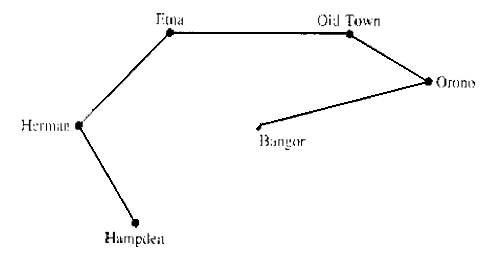 Etna
Old Town
Orono
Herman
Bangor
Hampden